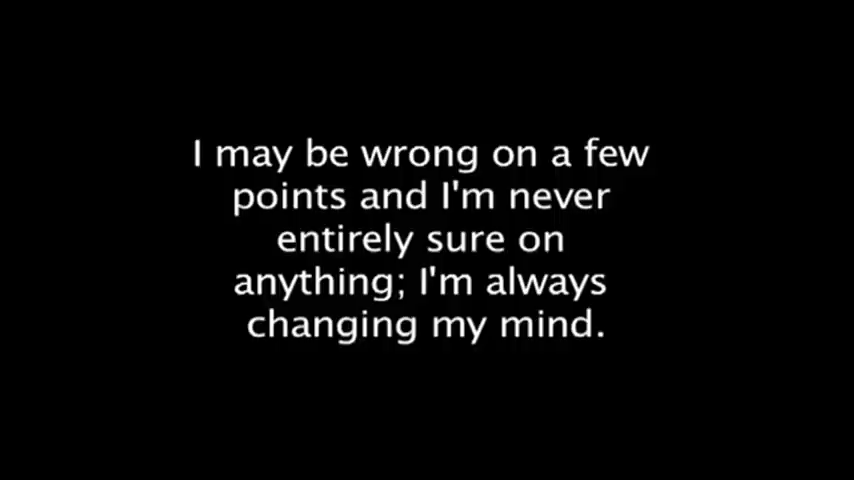 I may be wrong on a few
points and I'm never
entirely sure on
anything; I'm always
changing my mind.